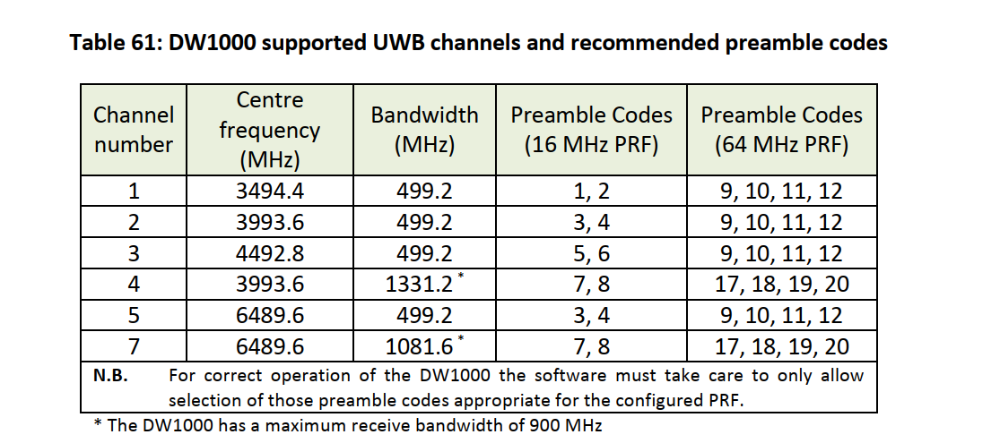 Table 61: DW1000 supported UWB channels and recommended preamble codes
Channel number | Centre frequency (MHz) | Bandwidth (MHz) | Preamble Codes (16 MHz PRF) | Preamble Codes (64 MHz PRF)
1 | 3494.4 | 499.2 | 1, 2 | 9, 10, 11, 12
2 | 3993.6 | 499.2 | 3, 4 | 9, 10, 11, 12
3 | 4492.8 | 499.2 | 5, 6 | 9, 10, 11, 12
4 | 3993.6 | 1331.2 * | 7, 8 | 17, 18, 19, 20
5 | 6489.6 | 499.2 | 3, 4 | 9, 10, 11, 12
7 | 6489.6 | 1081.6 * | 7, 8 | 17, 18, 19, 20
N.B. For correct operation of the DW1000 the software must take care to only allow
selection of those preamble codes appropriate for the configured PRF.
* The DW1000 has a maximum receive bandwidth of 900 MHz